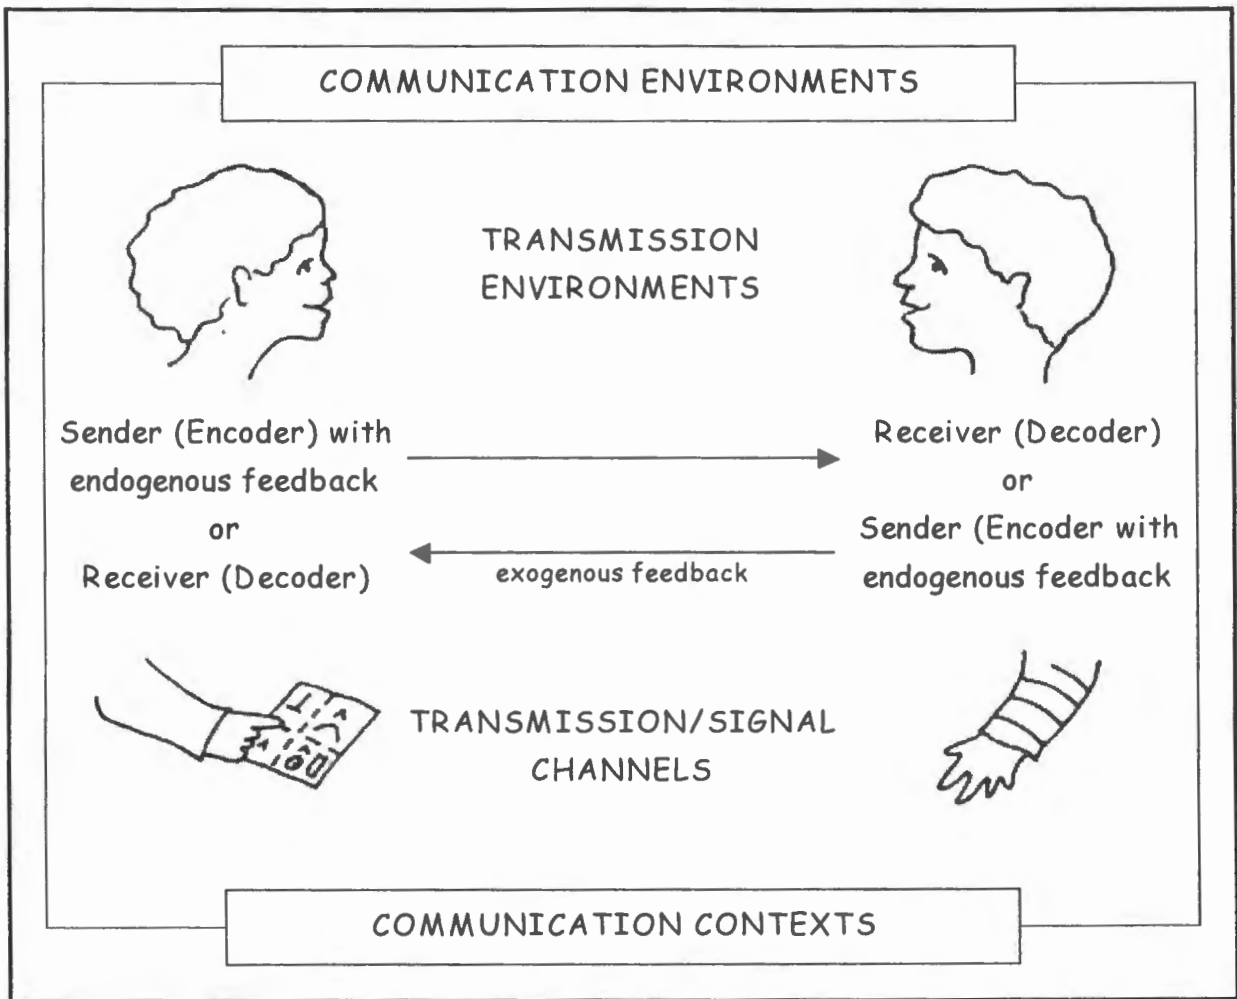 COMMUNICATION ENVIRONMENTS
TRANSMISSION
ENVIRONMENTS
Sender (Encoder) with
endogenous feedback
or
Receiver (Decoder)
Receiver (Decoder)
or
Sender (Encoder with
endogenous feedback
exogenous feedback
TRANSMISSION/SIGNAL
CHANNELS
COMMUNICATION CONTEXTS